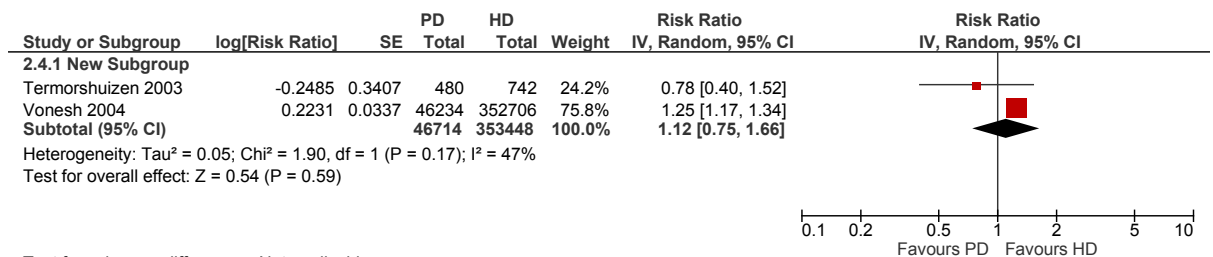 PD HD Risk Ratio Risk Ratio
Study or Subgroup log[Risk Ratio] SE Total Total Weight IV, Random, 95% CI IV, Random, 95% CI
2.4.1 New Subgroup
Termorshuizen 2003 -0.2485 0.3407 480 742 24.2% 0.78 [0.40, 1.52]
Vonesh 2004 0.2231 0.0337 46234 352706 75.8% 1.25 [1.17, 1.34]
Subtotal (95% CI) 46714 353448 100.0% 1.12 [0.75, 1.66]
Heterogeneity: Tau² = 0.05; Chi² = 1.90, df = 1 (P = 0.17); I² = 47%
Test for overall effect: Z = 0.54 (P = 0.59)
0.1 0.2 0.5 1 2 5 10
Favours PD Favours HD